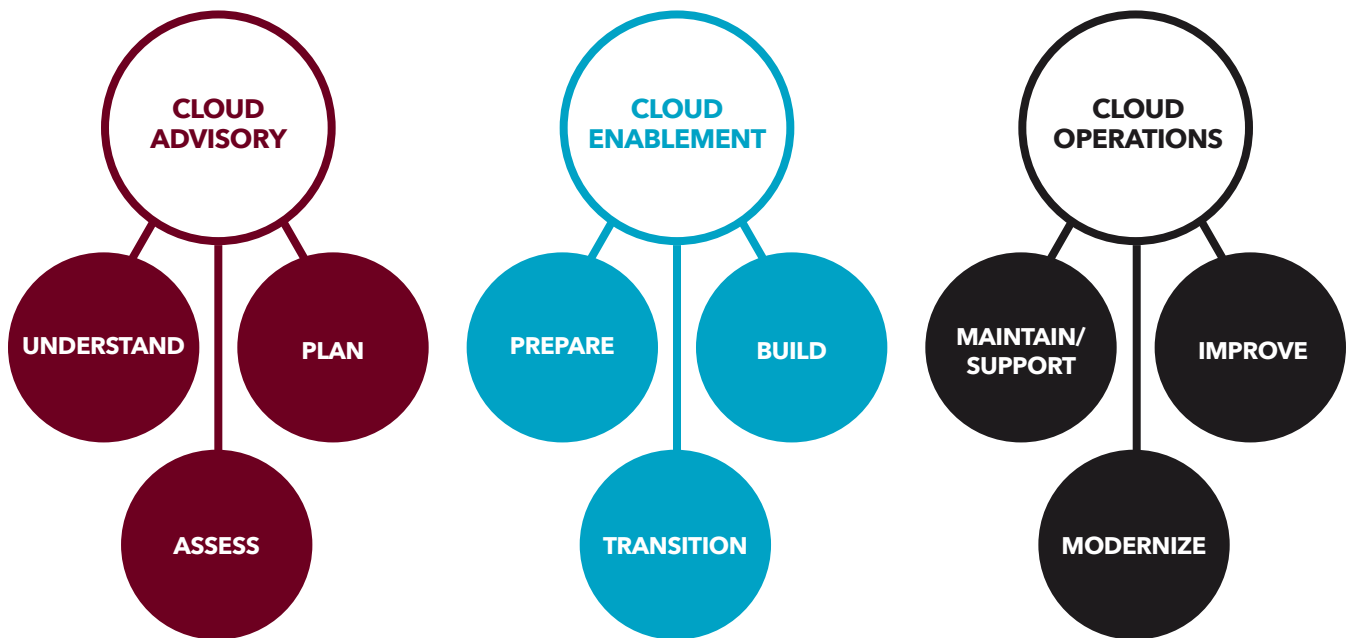 CLOUD
ADVISORY
UNDERSTAND
PLAN
ASSESS
CLOUD
ENABLEMENT
PREPARE
BUILD
TRANSITION
CLOUD
OPERATIONS
MAINTAIN/
SUPPORT
IMPROVE
MODERNIZE